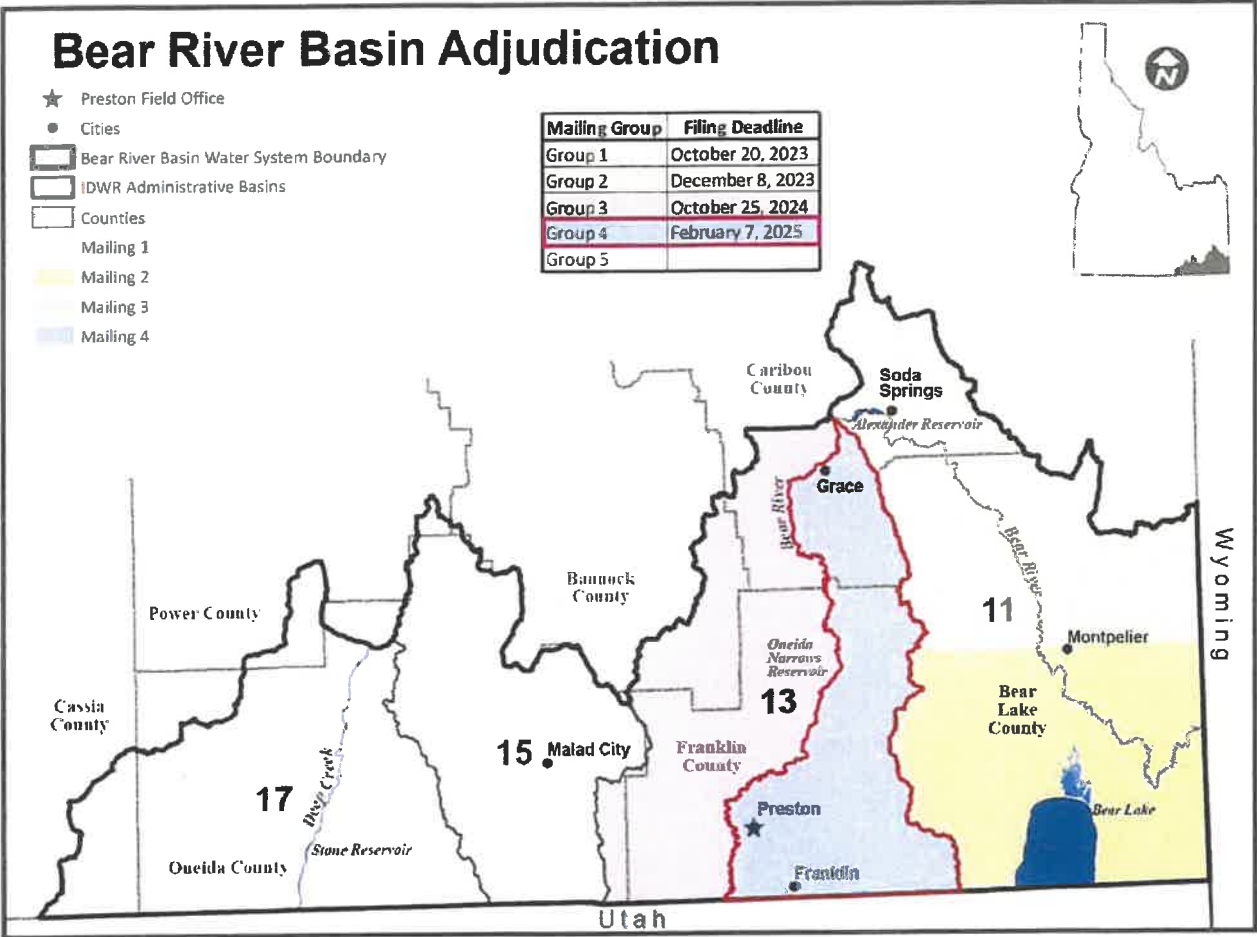 Bear River Basin Adjudication
N
Preston Field Office
Cities
Bear River Basin Water System Boundary
IDWR Administrative Basins
Counties
Mailing 1
Mailing 2
Mailing 3
Mailing 4
Mailing Group Filing Deadline
Group 1 October 20, 2023
Group 2 December 8, 2023
Group 3 October 25, 2024
Group 4 February 7, 2025
Group 5
Caribou
County
Soda
Springs
Alexander Reservoir
Grace
Bear River
Bear River
Wyoming
Power County
Bannock
County
11
Montpelier
Oneida
Narrows
Reservoir
13
Cassia
County
Bear
Lake
County
15
Malad City
Franklin
County
17
Deep Creek
Preston
Bear Lake
Stone Reservoir
Oneida County
Franklin
Utah